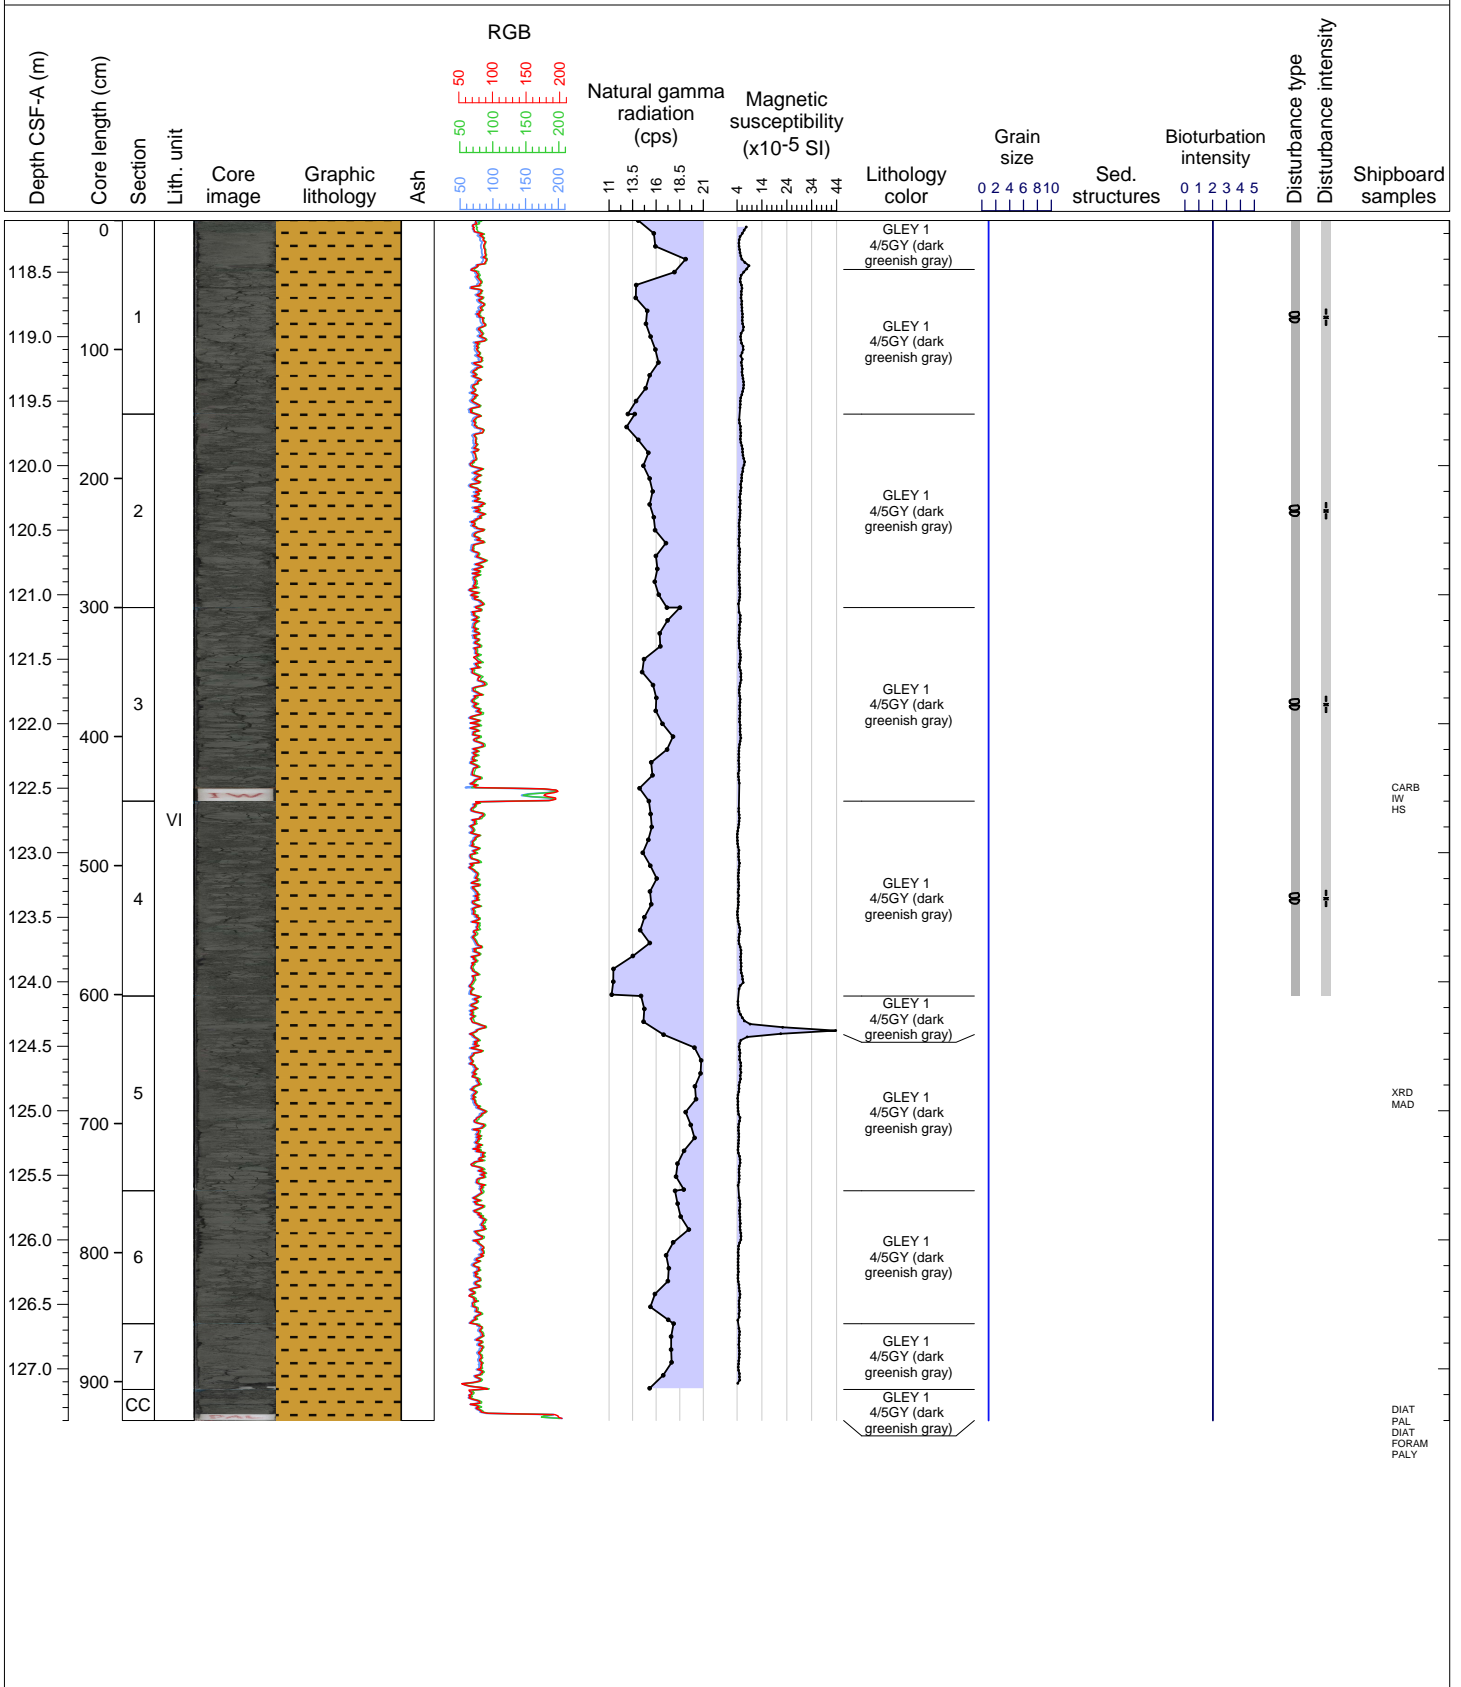 Depth CSF-A (m)
Core length (cm)
Section
Lith. unit
Core
image
Graphic
lithology
Ash
RGB
50 100 150 200
50 100 150 200
50 100 150 200
Natural gamma
radiation
(cps)
11 13.5 16 18.5 21
Magnetic
susceptibility
(x10-5 SI)
4 14 24 34 44
Lithology
color
Grain
size
0 2 4 6 8 10
Sed.
structures
Bioturbation
intensity
0 1 2 3 4 5
Disturbance type
Disturbance intensity
Shipboard
samples
118.5
119.0
119.5
120.0
120.5
121.0
121.5
122.0
122.5
123.0
123.5
124.0
124.5
125.0
125.5
126.0
126.5
127.0
0
100
200
300
400
500
600
700
800
900
1
2
3
4
5
6
7
CC
VI
IW
PAL
GLEY 1
4/5GY (dark
greenish gray)
GLEY 1
4/5GY (dark
greenish gray)
GLEY 1
4/5GY (dark
greenish gray)
GLEY 1
4/5GY (dark
greenish gray)
GLEY 1
4/5GY (dark
greenish gray)
GLEY 1
4/5GY (dark
greenish gray)
GLEY 1
4/5GY (dark
greenish gray)
GLEY 1
4/5GY (dark
greenish gray)
GLEY 1
4/5GY (dark
greenish gray)
GLEY 1
4/5GY (dark
greenish gray)
CARB
IW
HS
XRD
MAD
DIAT
PAL
DIAT
FORAM
PALY